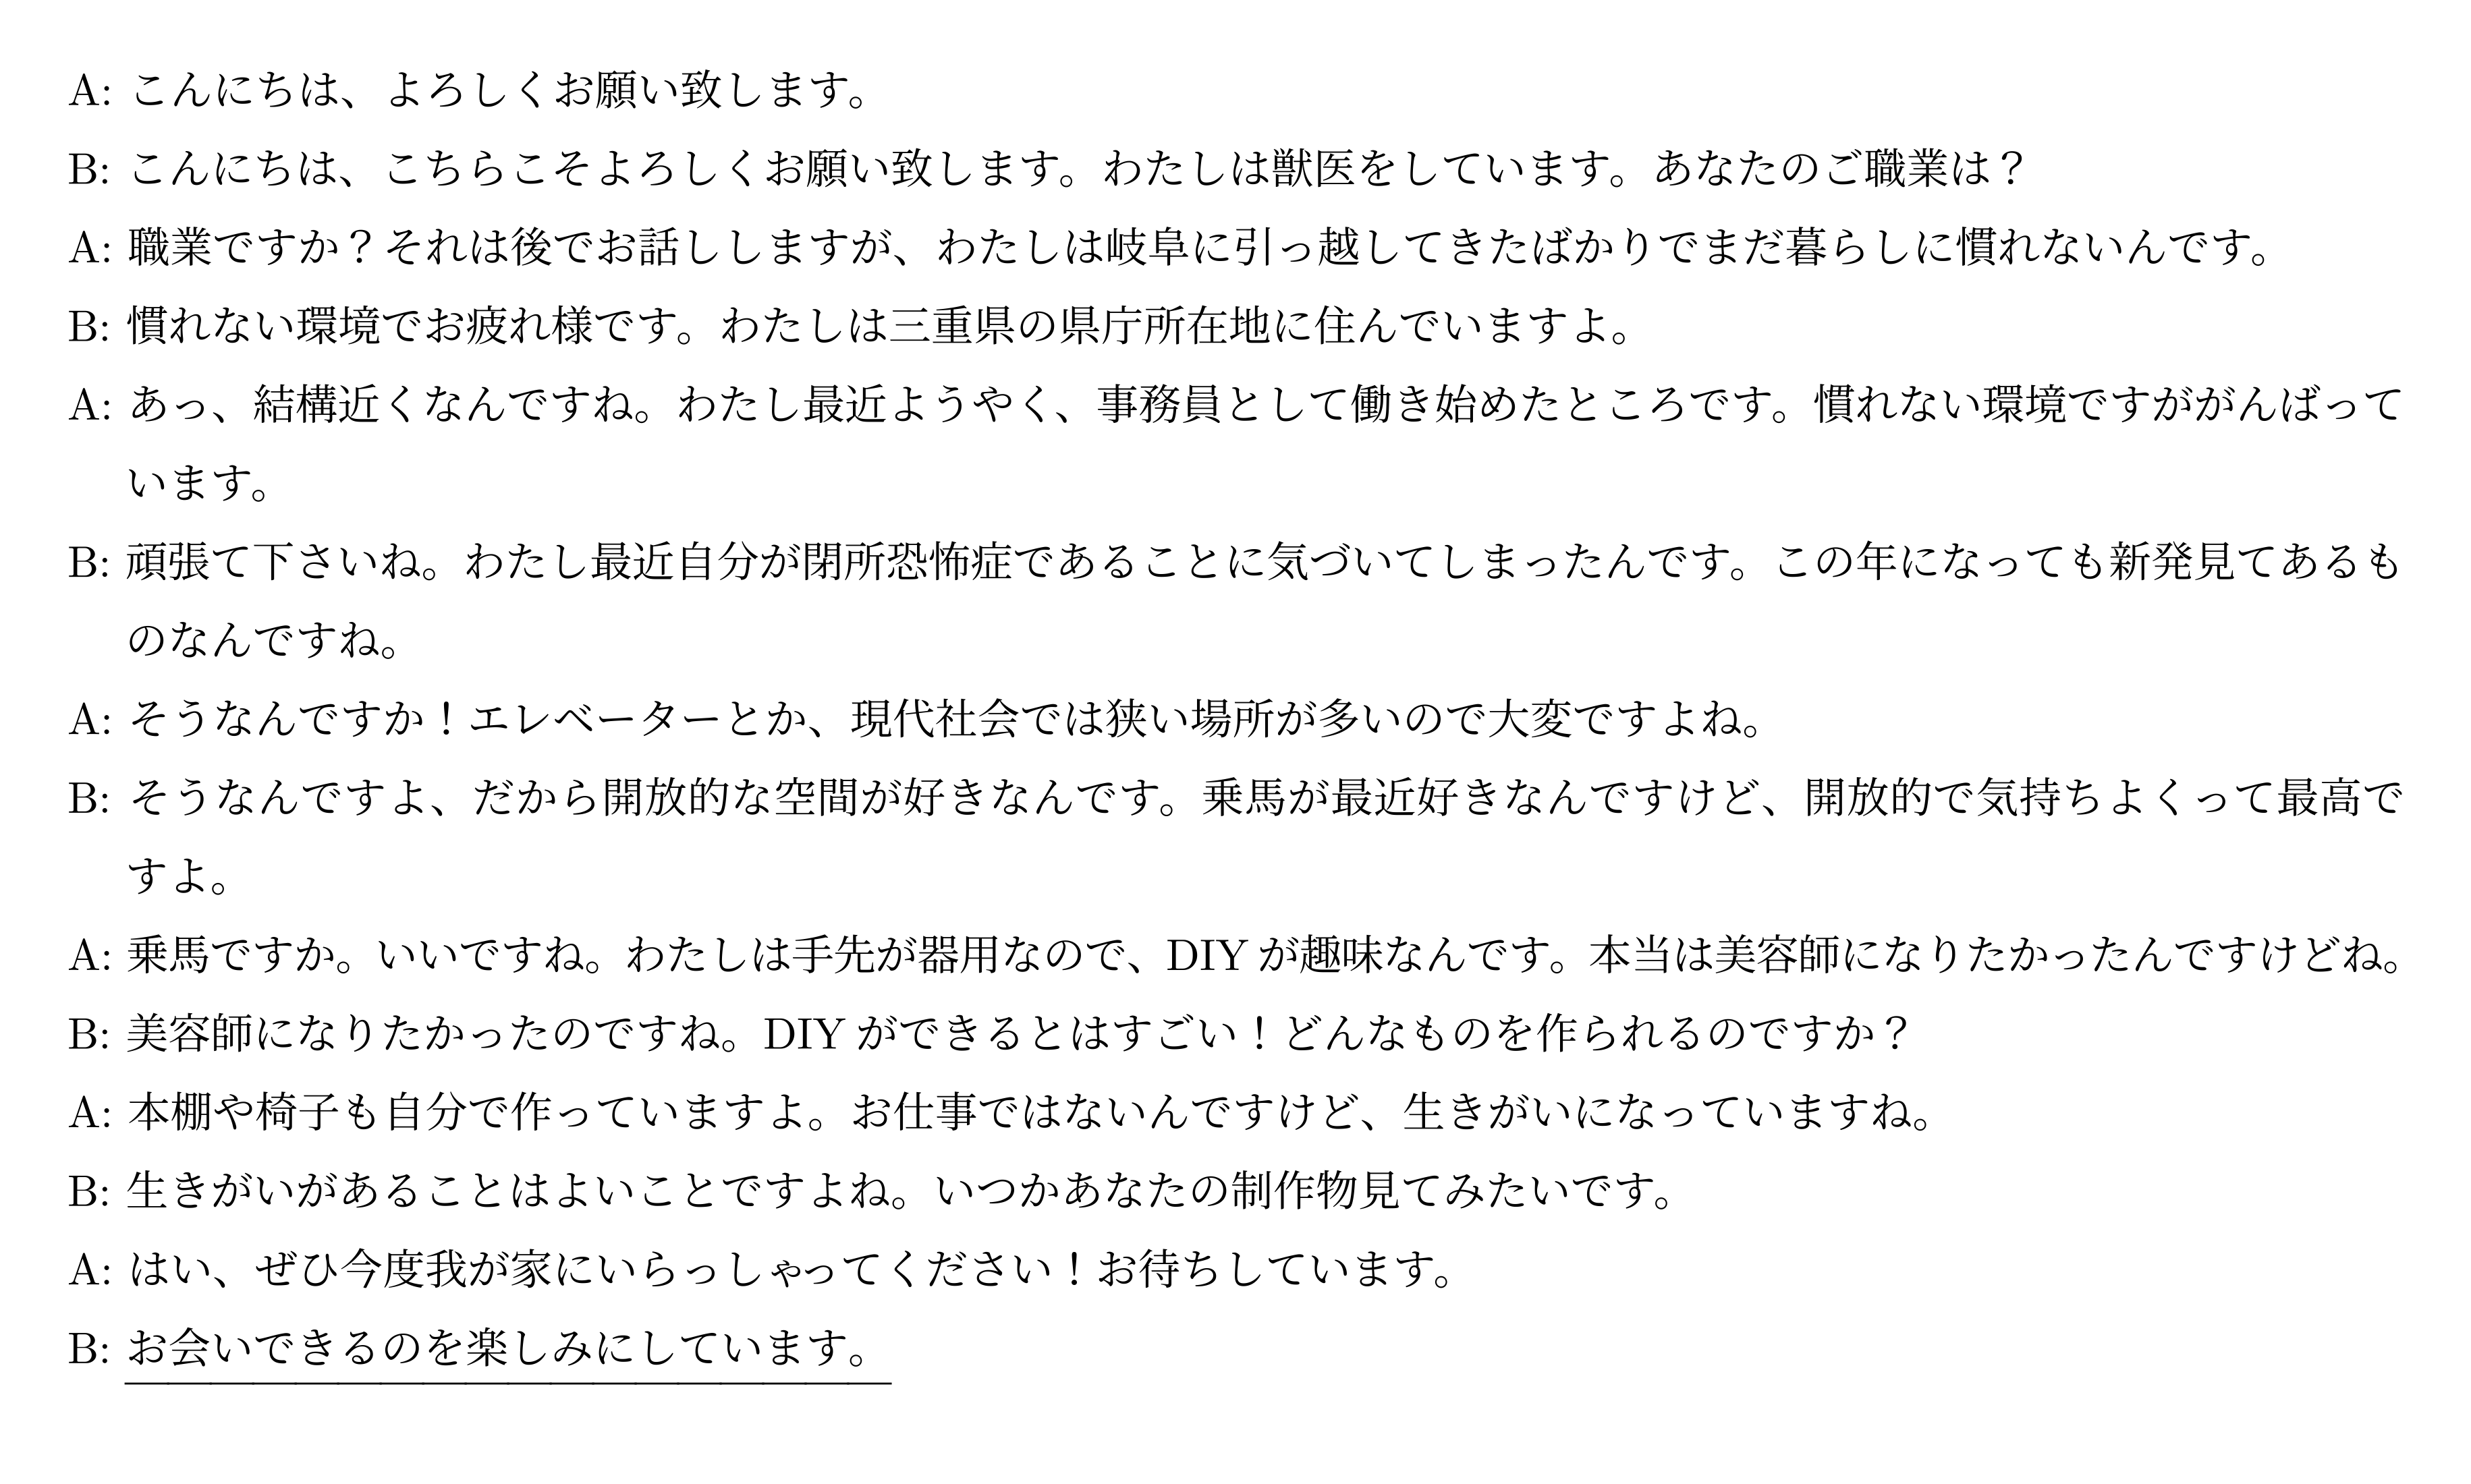 A: こんにちは、よろしくお願い致します。
B: こんにちは、こちらこそよろしくお願い致します。わたしは獣医をしています。あなたのご職業は？
A: 職業ですか？それは後でお話ししますが、わたしは岐阜に引っ越してきたばかりでまだ暮らしに慣れないんです。
B: 慣れない環境でお疲れ様です。わたしは三重県の県庁所在地に住んでいますよ。
A: あっ、結構近くなんですね。わたし最近ようやく、事務員として働き始めたところです。慣れない環境ですががんばって
います。
B: 頑張て下さいね。わたし最近自分が閉所恐怖症であることに気づいてしまったんです。この年になっても新発見てあるも
のなんですね。
A: そうなんですか！エレベーターとか、現代社会では狭い場所が多いので大変ですよね。
B: そうなんですよ、だから開放的な空間が好きなんです。乗馬が最近好きなんですけど、開放的で気持ちよくって最高で
すよ。
A: 乗馬ですか。いいですね。わたしは手先が器用なので、DIY が趣味なんです。本当は美容師になりたかったんですけどね。
B: 美容師になりたかったのですね。DIY ができるとはすごい！どんなものを作られるのですか？
A: 本棚や椅子も自分で作っていますよ。お仕事ではないんですけど、生きがいになっていますね。
B: 生きがいがあることはよいことですよね。いつかあなたの制作物見てみたいです。
A: はい、ぜひ今度我が家にいらっしゃってください！お待ちしています。
B: お会いできるのを楽しみにしています。